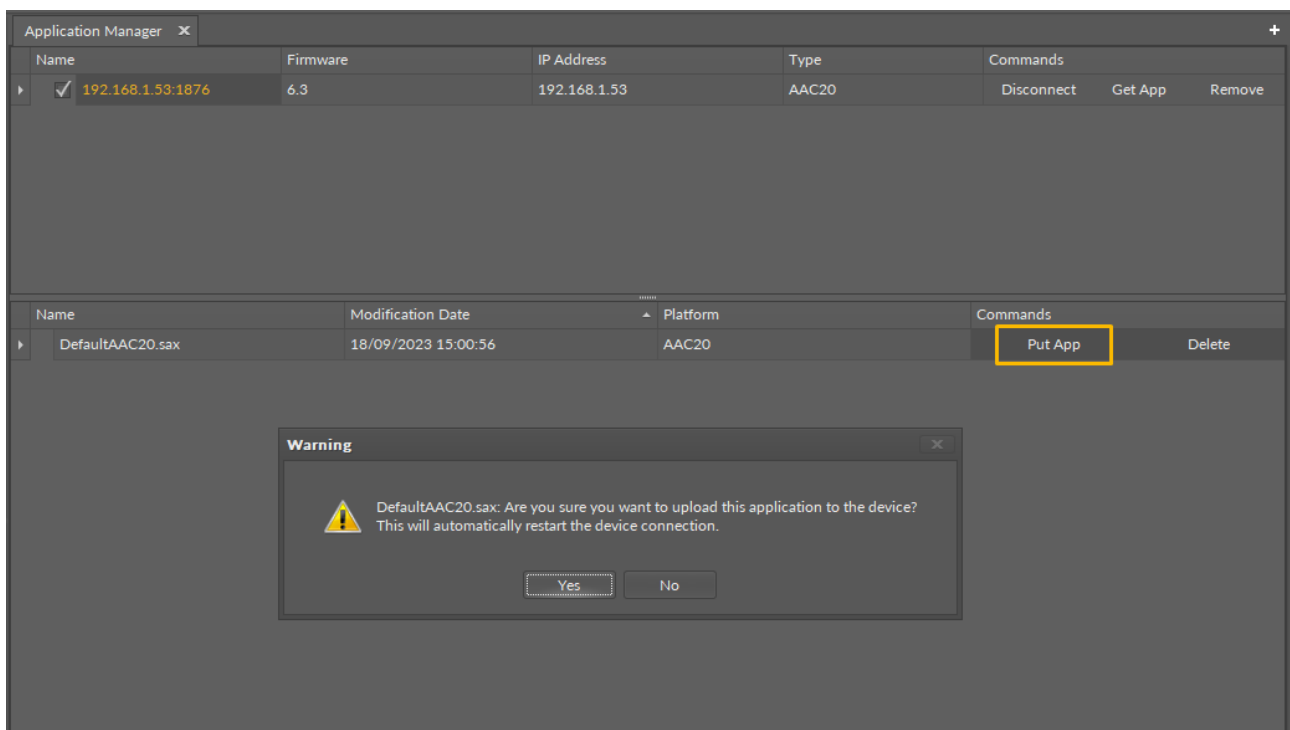 Application Manager x +
Name Firmware IP Address Type Commands
192.168.1.53:1876 6.3 192.168.1.53 AAC20 Disconnect Get App Remove
Name Modification Date Platform Commands
DefaultAAC20.sax 18/09/2023 15:00:56 AAC20 Put App Delete
Warning x
DefaultAAC20.sax: Are you sure you want to upload this application to the device?
This will automatically restart the device connection.
Yes No